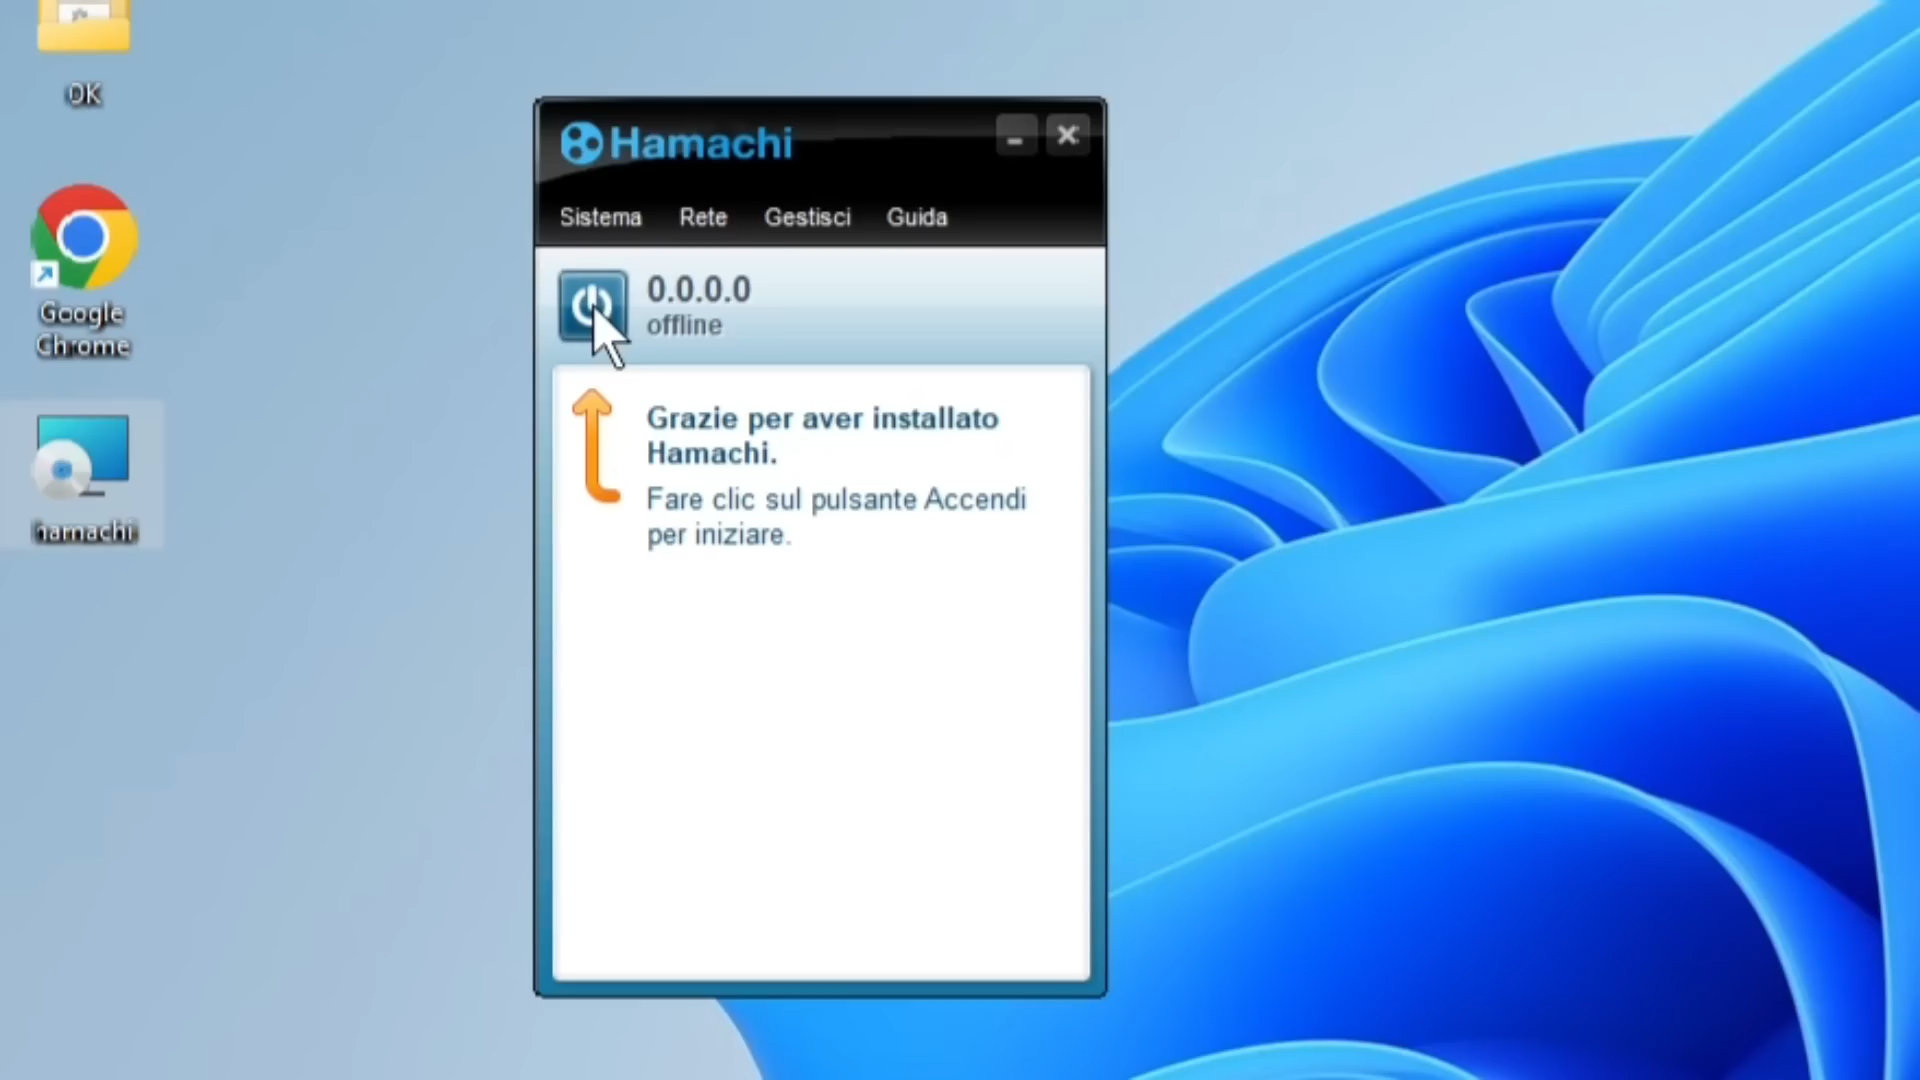 OK
Google
Chrome
hamachi
Hamachi
Sistema Rete Gestisci Guida
0.0.0.0
offline
Grazie per aver installato
Hamachi.
Fare clic sul pulsante Accendi
per iniziare.